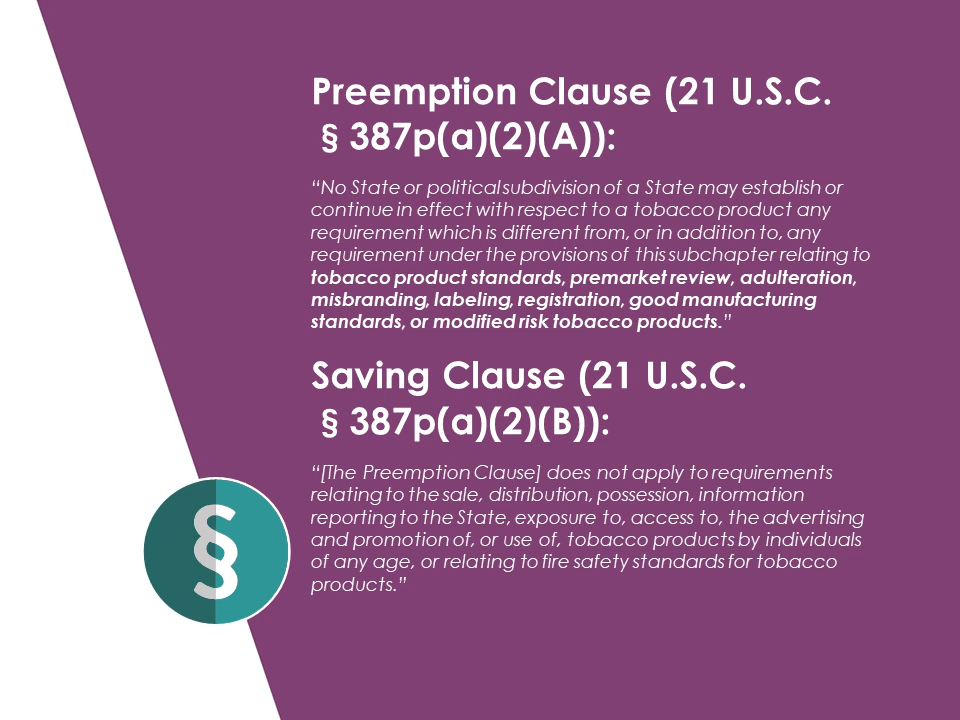 Preemption Clause (21 U.S.C.
§ 387p(a)(2)(A)):
“No State or political subdivision of a State may establish or
continue in effect with respect to a tobacco product any
requirement which is different from, or in addition to, any
requirement under the provisions of this subchapter relating to
tobacco product standards, premarket review, adulteration,
misbranding, labeling, registration, good manufacturing
standards, or modified risk tobacco products.”
Saving Clause (21 U.S.C.
§ 387p(a)(2)(B)):
“[The Preemption Clause] does not apply to requirements
relating to the sale, distribution, possession, information
reporting to the State, exposure to, access to, the advertising
and promotion of, or use of, tobacco products by individuals
of any age, or relating to fire safety standards for tobacco
products.”
§